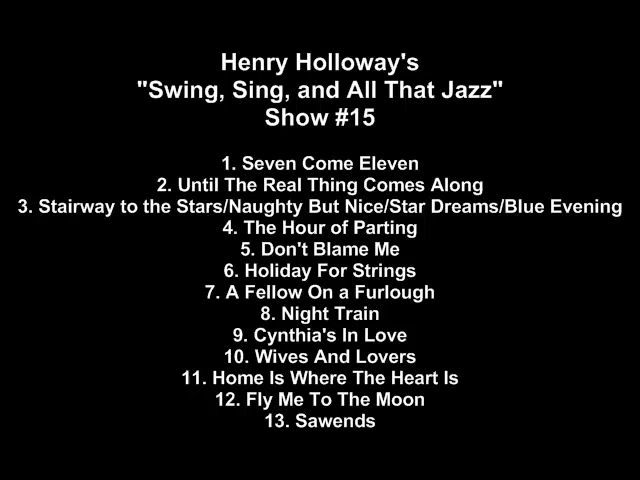 Henry Holloway's
"Swing, Sing, and All That Jazz"
Show #15
1. Seven Come Eleven
2. Until The Real Thing Comes Along
3. Stairway to the Stars/Naughty But Nice/Star Dreams/Blue Evening
4. The Hour of Parting
5. Don't Blame Me
6. Holiday For Strings
7. A Fellow On a Furlough
8. Night Train
9. Cynthia's In Love
10. Wives And Lovers
11. Home Is Where The Heart Is
12. Fly Me To The Moon
13. Sawends